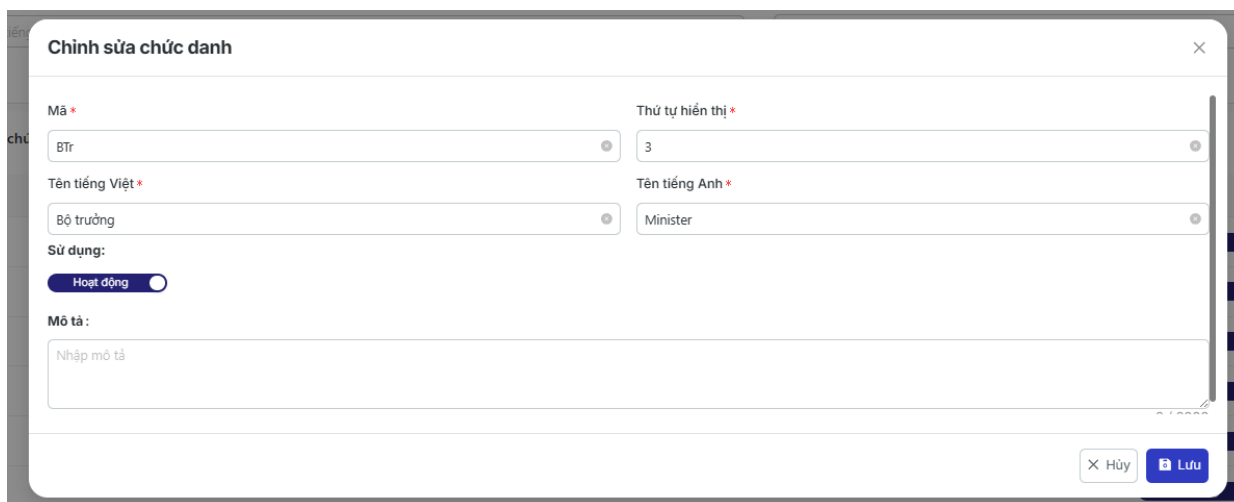 Chỉnh sửa chức danh
Mã *
Thứ tự hiển thị *
chứ
BTr
3
Tên tiếng Việt *
Tên tiếng Anh *
Bộ trưởng
Minister
Sử dụng:
Hoạt động
Mô tả :
Nhập mô tả
Hủy
Lưu